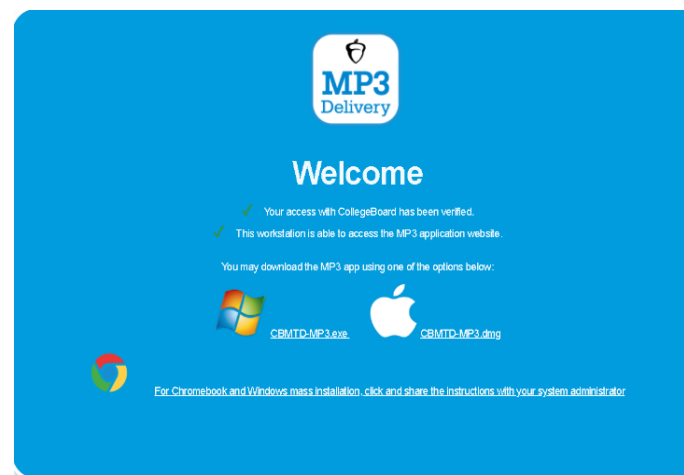 MP3
Delivery
Welcome
Your access with CollegeBoard has been verified.
This workstation is able to access the MP3 application website.
You may download the MP3 app using one of the options below:
CBMTD-MP3.exe
CBMTD-MP3.dmg
For Chromebook and Windows mass installation, click and share the instructions with your system administrator